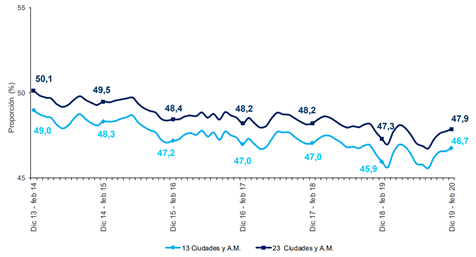 55
50
45
Proporción (%)
50,1
49,5
48,4
48,2
48,2
47,3
47,9
49,0
48,3
47,2
47,0
47,0
45,9
46,7
Dic 13 - feb 14
Dic 14 - feb 15
Dic 15 - feb 16
Dic 16 - feb 17
Dic 17 - feb 18
Dic 18 - feb 19
Dic 19 - feb 20
13 Ciudades y A.M.
23 Ciudades y A.M.